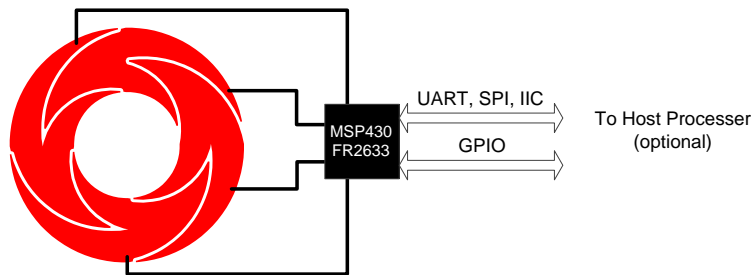 MSP430
FR2633
UART, SPI, IIC
GPIO
To Host Processer
(optional)